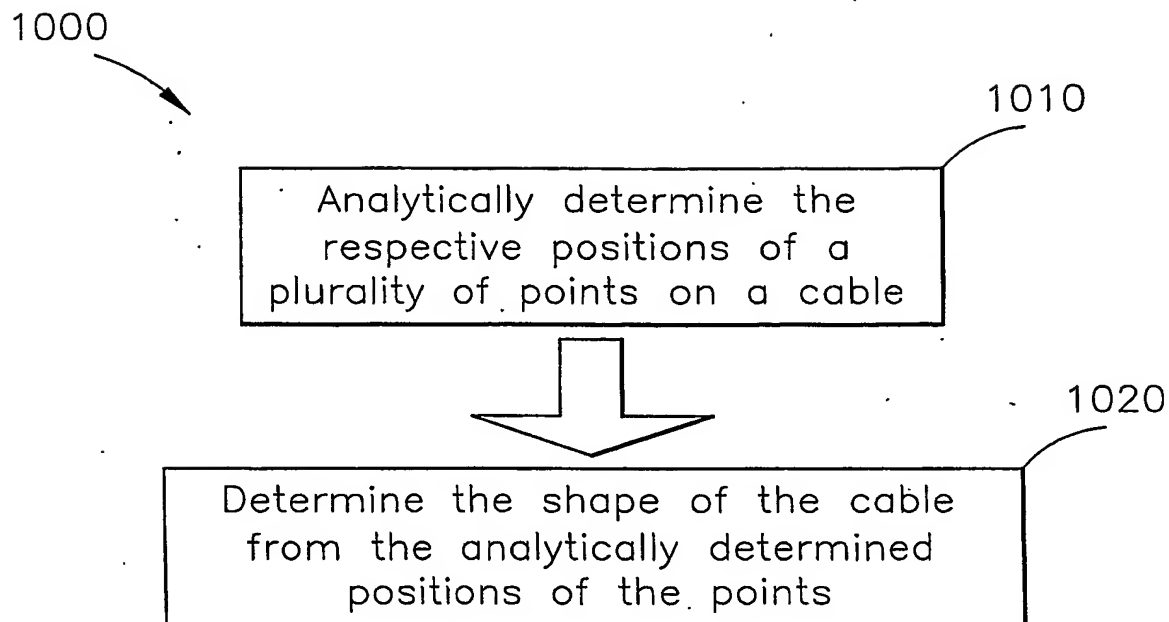 1000
1010
Analytically determine the
respective positions of a
plurality of points on a cable
1020
Determine the shape of the cable
from the analytically determined
positions of the points